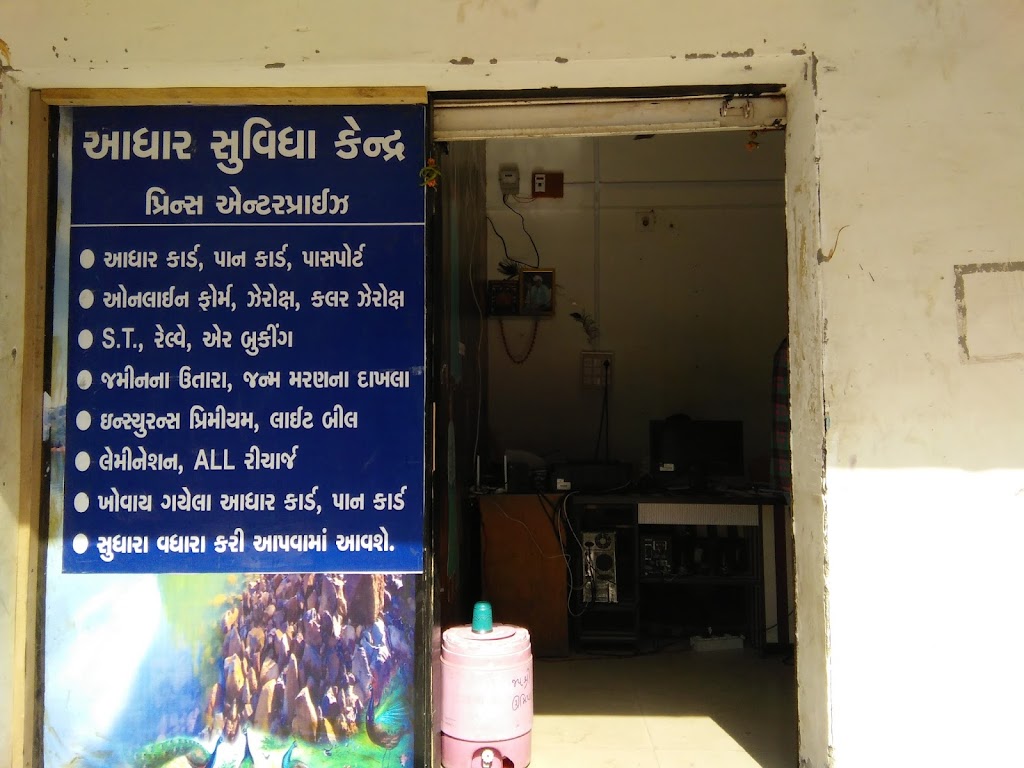 આધાર સુવિધા કેન્દ્ર
પ્રિન્સ એન્ટરપ્રાઈઝ
આધાર કાર્ડ, પાન કાર્ડ, પાસપોર્ટ
ઓનલાઈન ફોર્મ, ઝેરોક્ષ, કલર ઝેરોક્ષ
S.T., રેલ્વે, એર બુકીંગ
જમીનના ઉતારા, જન્મ મરણના દાખલા
ઇન્સ્યુરન્સ પ્રિમીયમ, લાઈટ બીલ
લેમીનેશન, ALL રીચાર્જ
ખોવાય ગયેલા આધાર કાર્ડ, પાન કાર્ડ
સુધારા વધારા કરી આપવામાં આવશે.